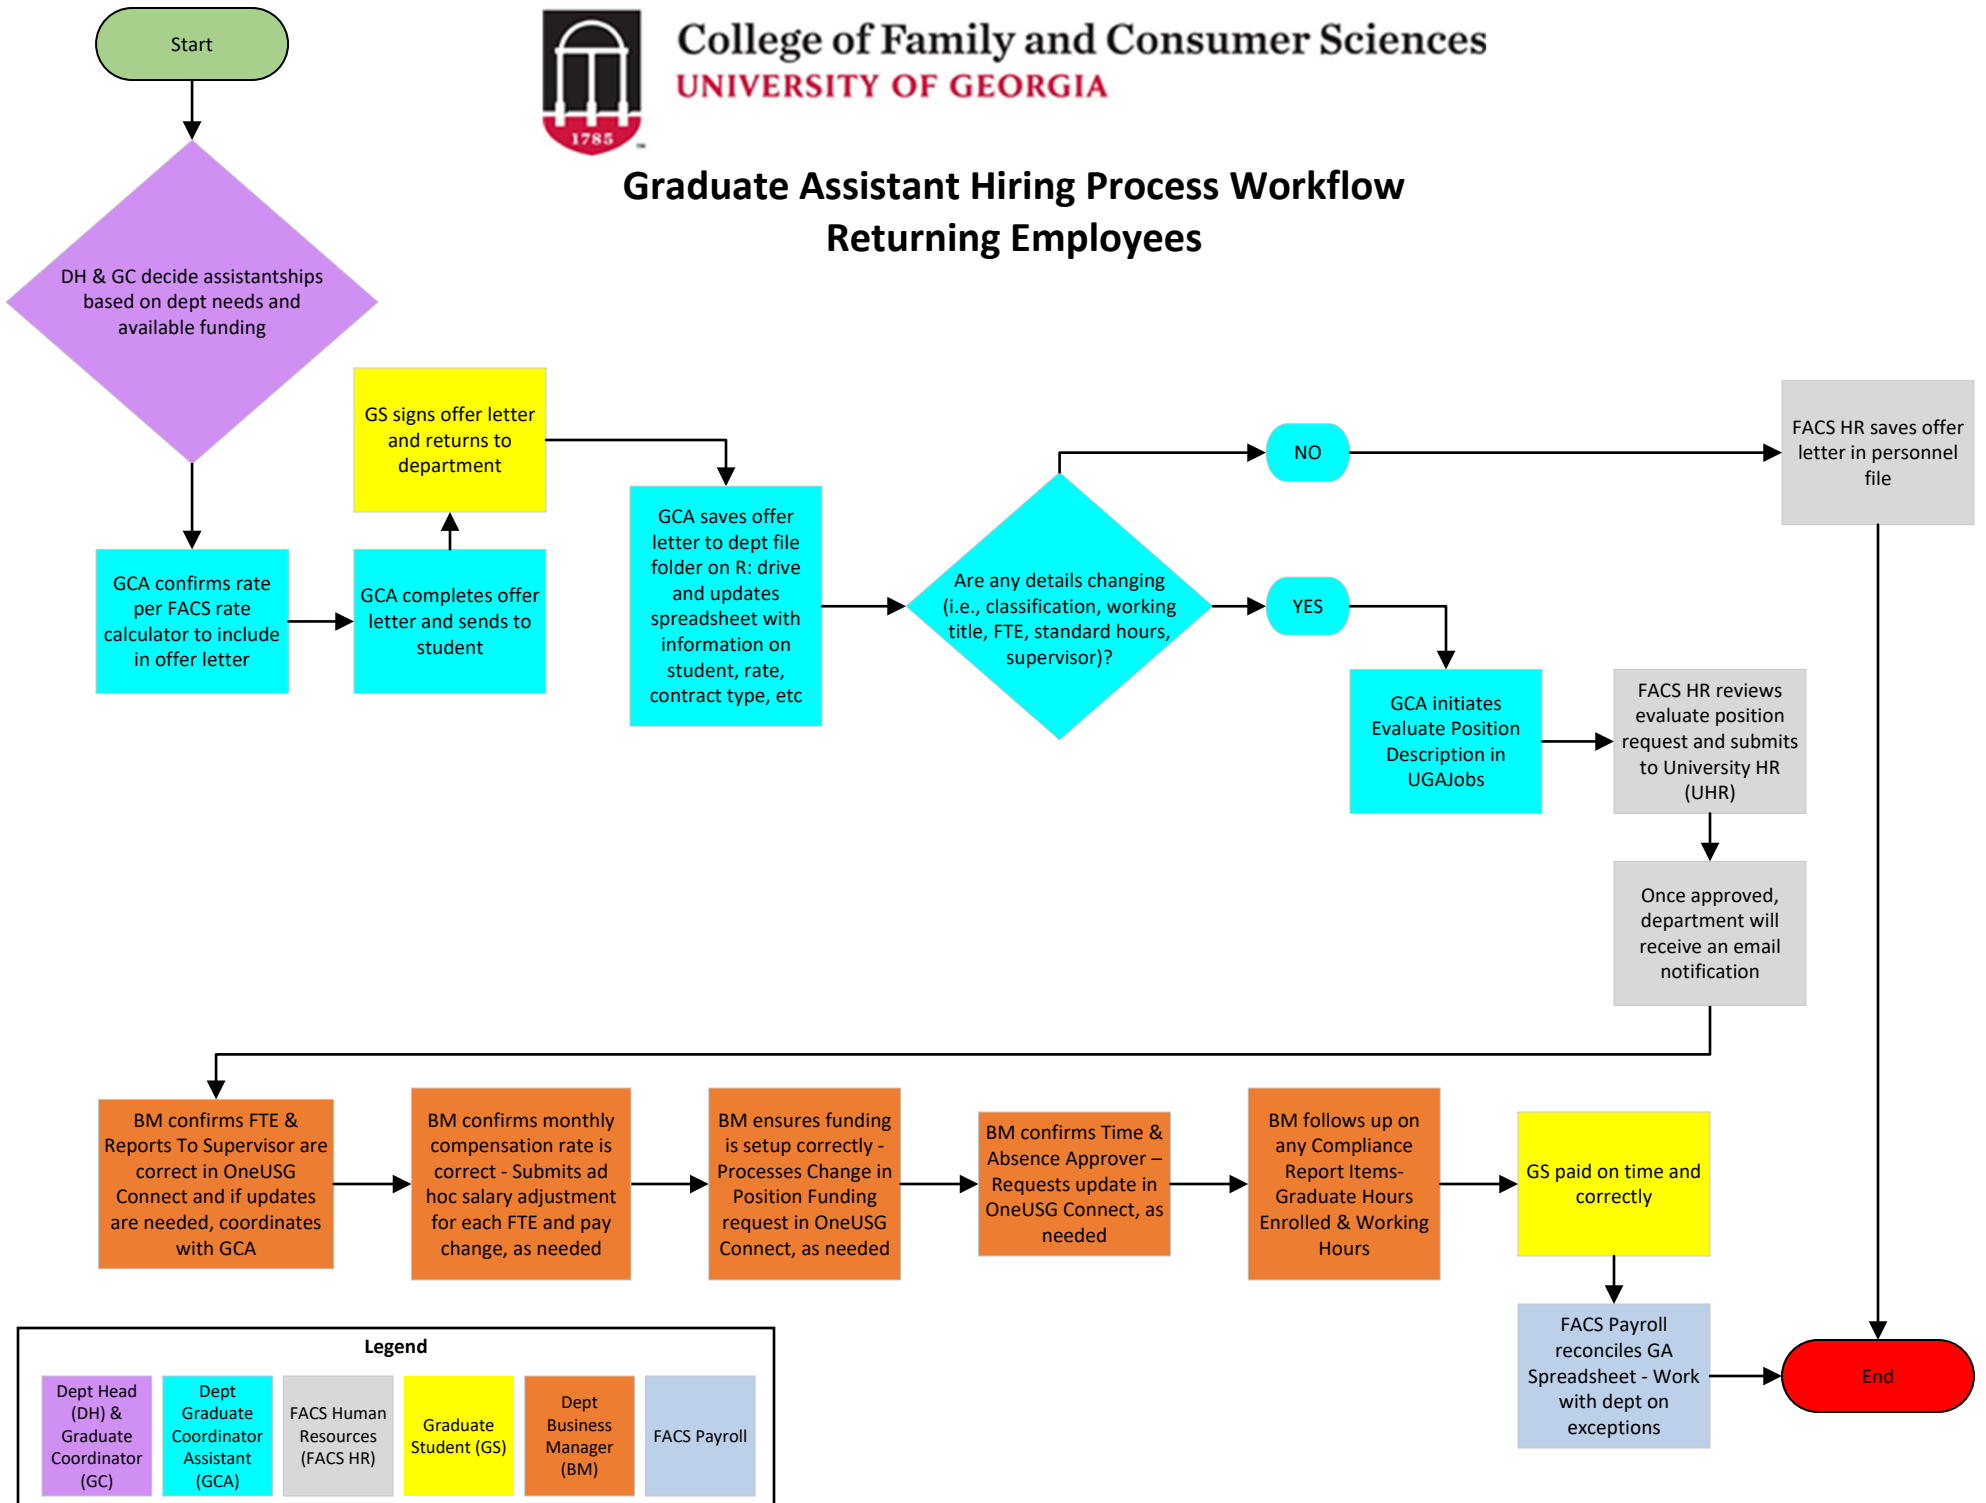 Start
College of Family and Consumer Sciences
UNIVERSITY OF GEORGIA
1785
™
Graduate Assistant Hiring Process Workflow
Returning Employees
DH & GC decide assistantships
based on dept needs and
available funding
GCA confirms rate
per FACS rate
calculator to include
in offer letter
GCA completes offer
letter and sends to
student
GS signs offer letter
and returns to
department
GCA saves offer
letter to dept file
folder on R: drive
and updates
spreadsheet with
information on
student, rate,
contract type, etc
Are any details changing
(i.e., classification, working
title, FTE, standard hours,
supervisor)?
NO
FACS HR saves offer
letter in personnel
file
YES
GCA initiates
Evaluate Position
Description in
UGAJobs
FACS HR reviews
evaluate position
request and submits
to University HR
(UHR)
Once approved,
department will
receive an email
notification
BM confirms FTE &
Reports To Supervisor are
correct in OneUSG
Connect and if updates
are needed, coordinates
with GCA
BM confirms monthly
compensation rate is
correct - Submits ad
hoc salary adjustment
for each FTE and pay
change, as needed
BM ensures funding
is setup correctly -
Processes Change in
Position Funding
request in OneUSG
Connect, as needed
BM confirms Time &
Absence Approver –
Requests update in
OneUSG Connect, as
needed
BM follows up on
any Compliance
Report Items-
Graduate Hours
Enrolled & Working
Hours
GS paid on time and
correctly
FACS Payroll
reconciles GA
Spreadsheet - Work
with dept on
exceptions
End
Legend
Dept Head
(DH) &
Graduate
Coordinator
(GC)
Dept
Graduate
Coordinator
Assistant
(GCA)
FACS Human
Resources
(FACS HR)
Graduate
Student (GS)
Dept
Business
Manager
(BM)
FACS Payroll